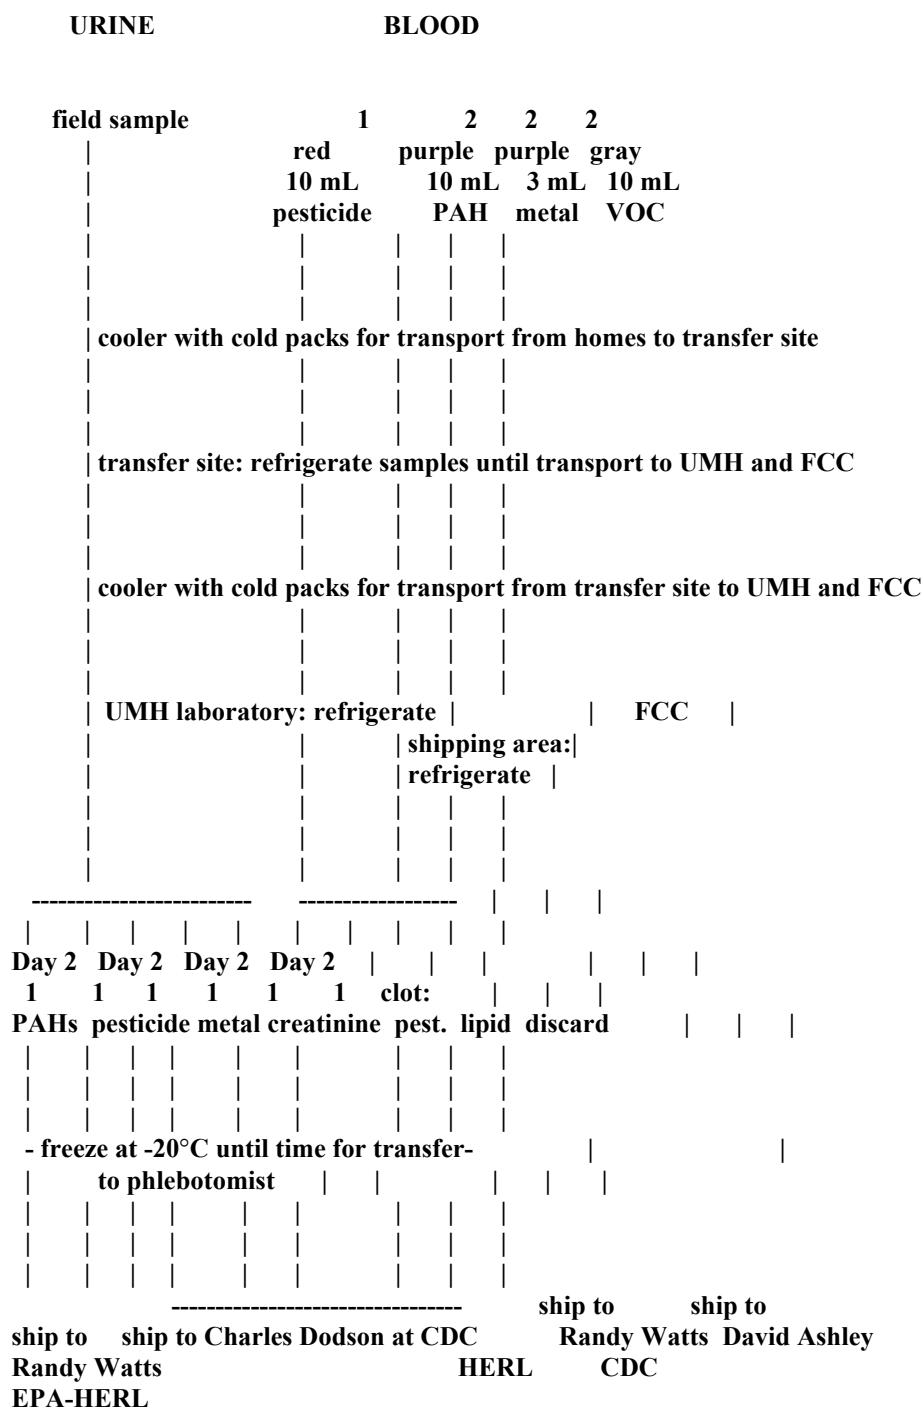 URINE BLOOD
field sample 1 2 2 2
| red purple purple gray
| 10 mL 10 mL 3 mL 10 mL
| pesticide PAH metal VOC
| | | | |
| | | | |
| | | | |
| cooler with cold packs for transport from homes to transfer site
| | | | |
| | | | |
| | | | |
| transfer site: refrigerate samples until transport to UMH and FCC
| | | | |
| | | | |
| | | | |
| cooler with cold packs for transport from transfer site to UMH and FCC
| | | | |
| | | | |
| | | | |
| UMH laboratory: refrigerate | | FCC |
| | | shipping area:|
| | | refrigerate |
| | | | |
| | | | |
| | | | |
------------------------- ------------------ | | |
| | | | | | | | | |
Day 2 Day 2 Day 2 Day 2 | | | | | |
1 1 1 1 1 1 clot: | | |
PAHs pesticide metal creatinine pest. lipid discard | | |
| | | | | | | | |
| | | | | | | | |
| | | | | | | | |
- freeze at -20°C until time for transfer- | |
| to phlebotomist | | | | |
| | | | | | | | |
| | | | | | | | |
| | | | | | | | |
--------------------------------- ship to ship to
ship to ship to Charles Dodson at CDC Randy Watts David Ashley
Randy Watts HERL CDC
EPA-HERL